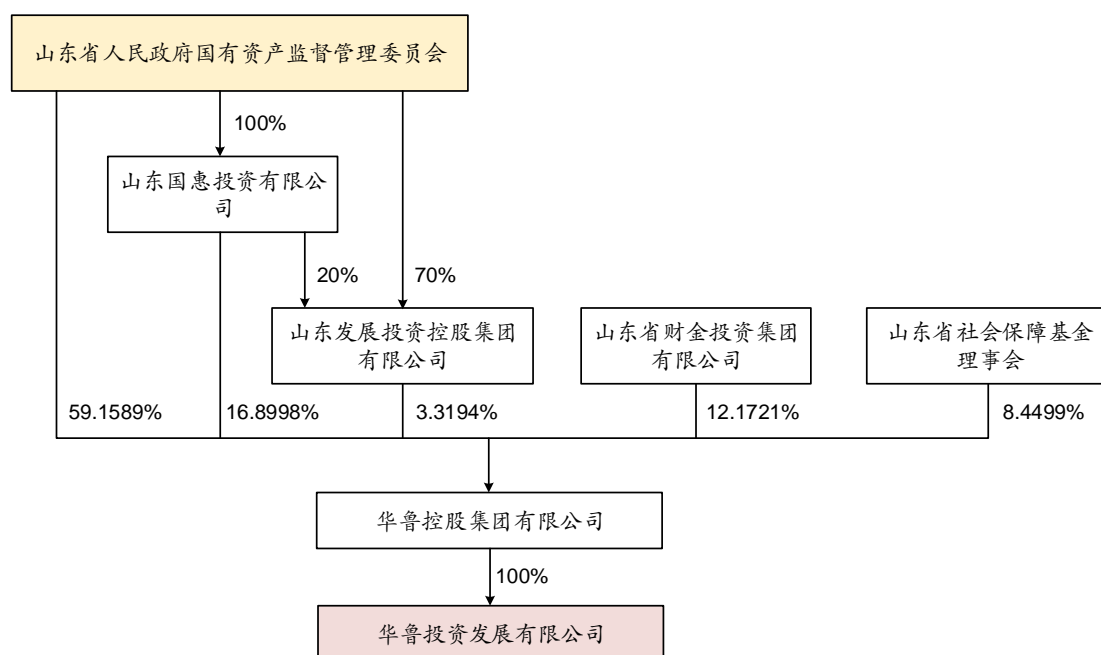 山东省人民政府国有资产监督管理委员会
100%
山东国惠投资有限公
司
20%
70%
山东发展投资控股集团
有限公司
山东省财金投资集团
有限公司
山东省社会保障基金
理事会
59.1589%
16.8998%
3.3194%
12.1721%
8.4499%
华鲁控股集团有限公司
100%
华鲁投资发展有限公司